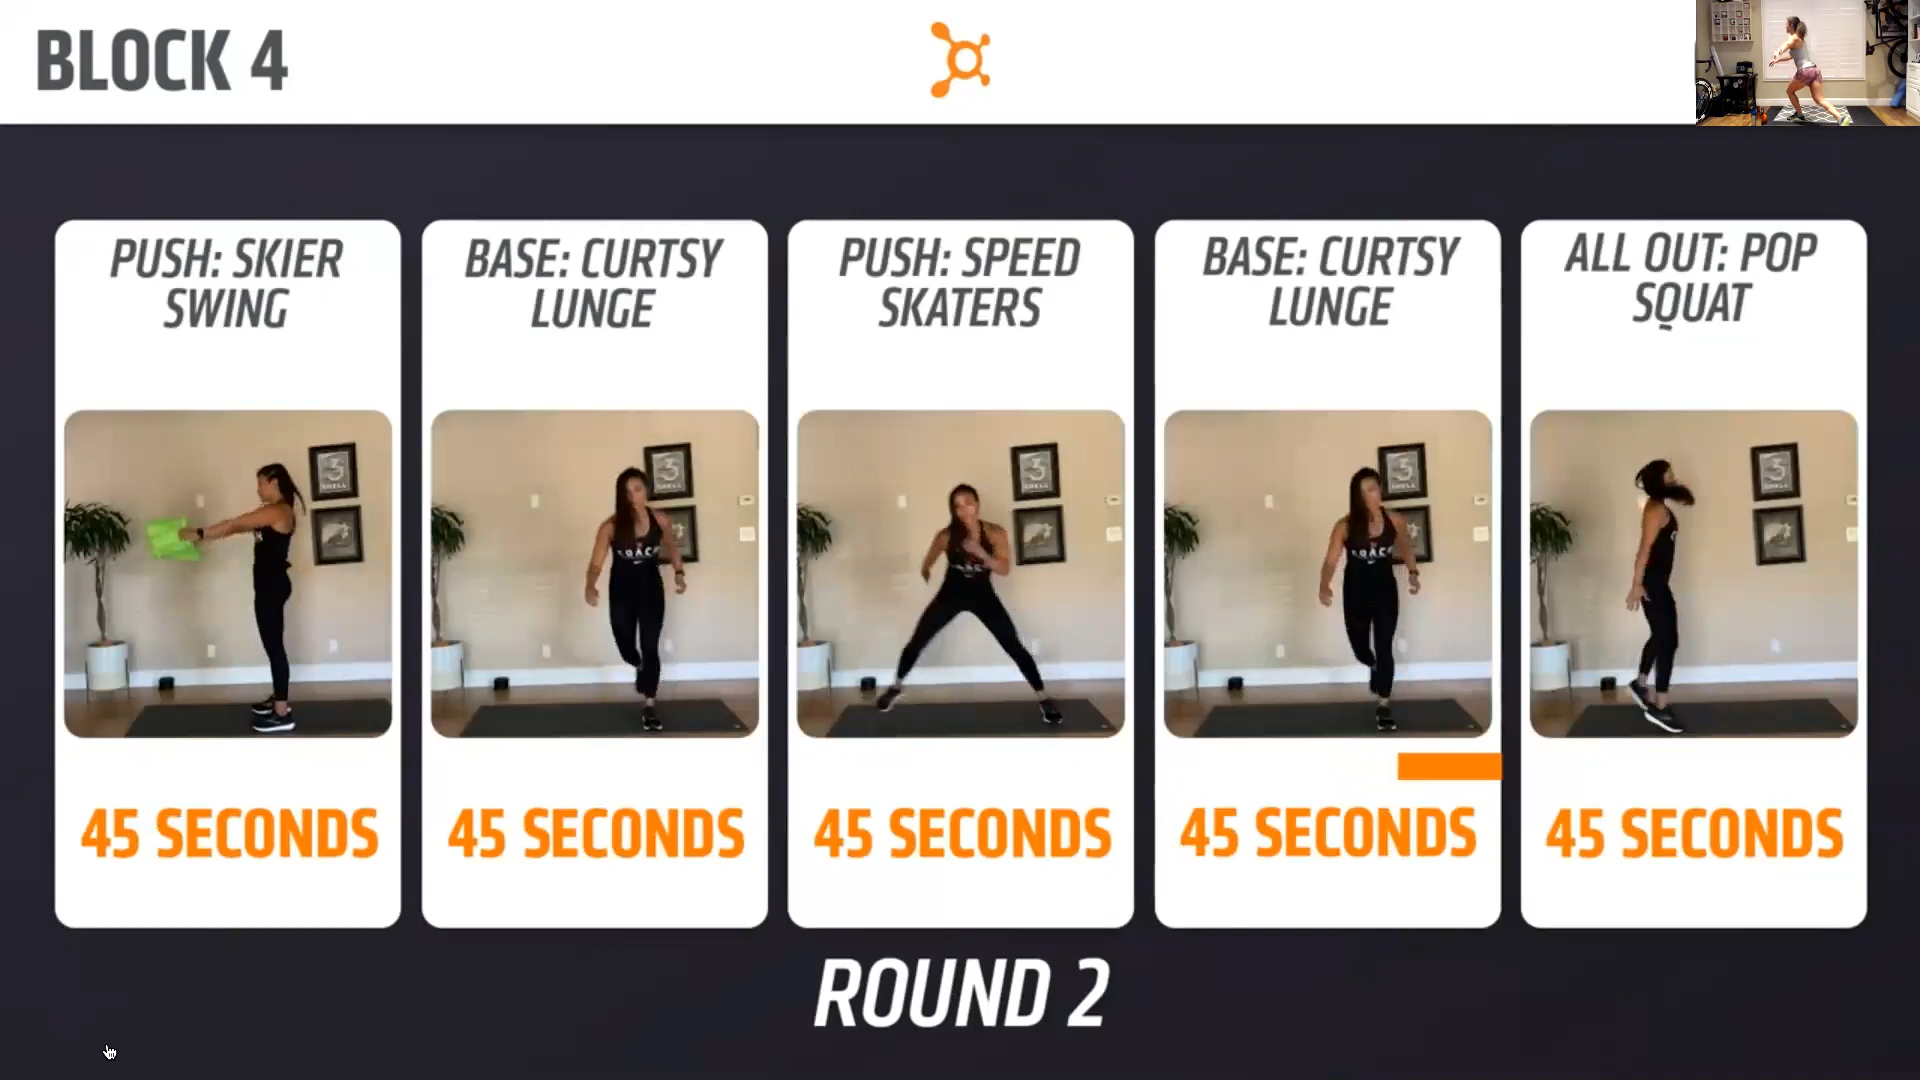 BLOCK 4
PUSH: SKIER
SWING
BASE: CURTSY
LUNGE
PUSH: SPEED
SKATERS
BASE: CURTSY
LUNGE
ALL OUT: POP
SQUAT
45 SECONDS
45 SECONDS
45 SECONDS
45 SECONDS
45 SECONDS
ROUND 2